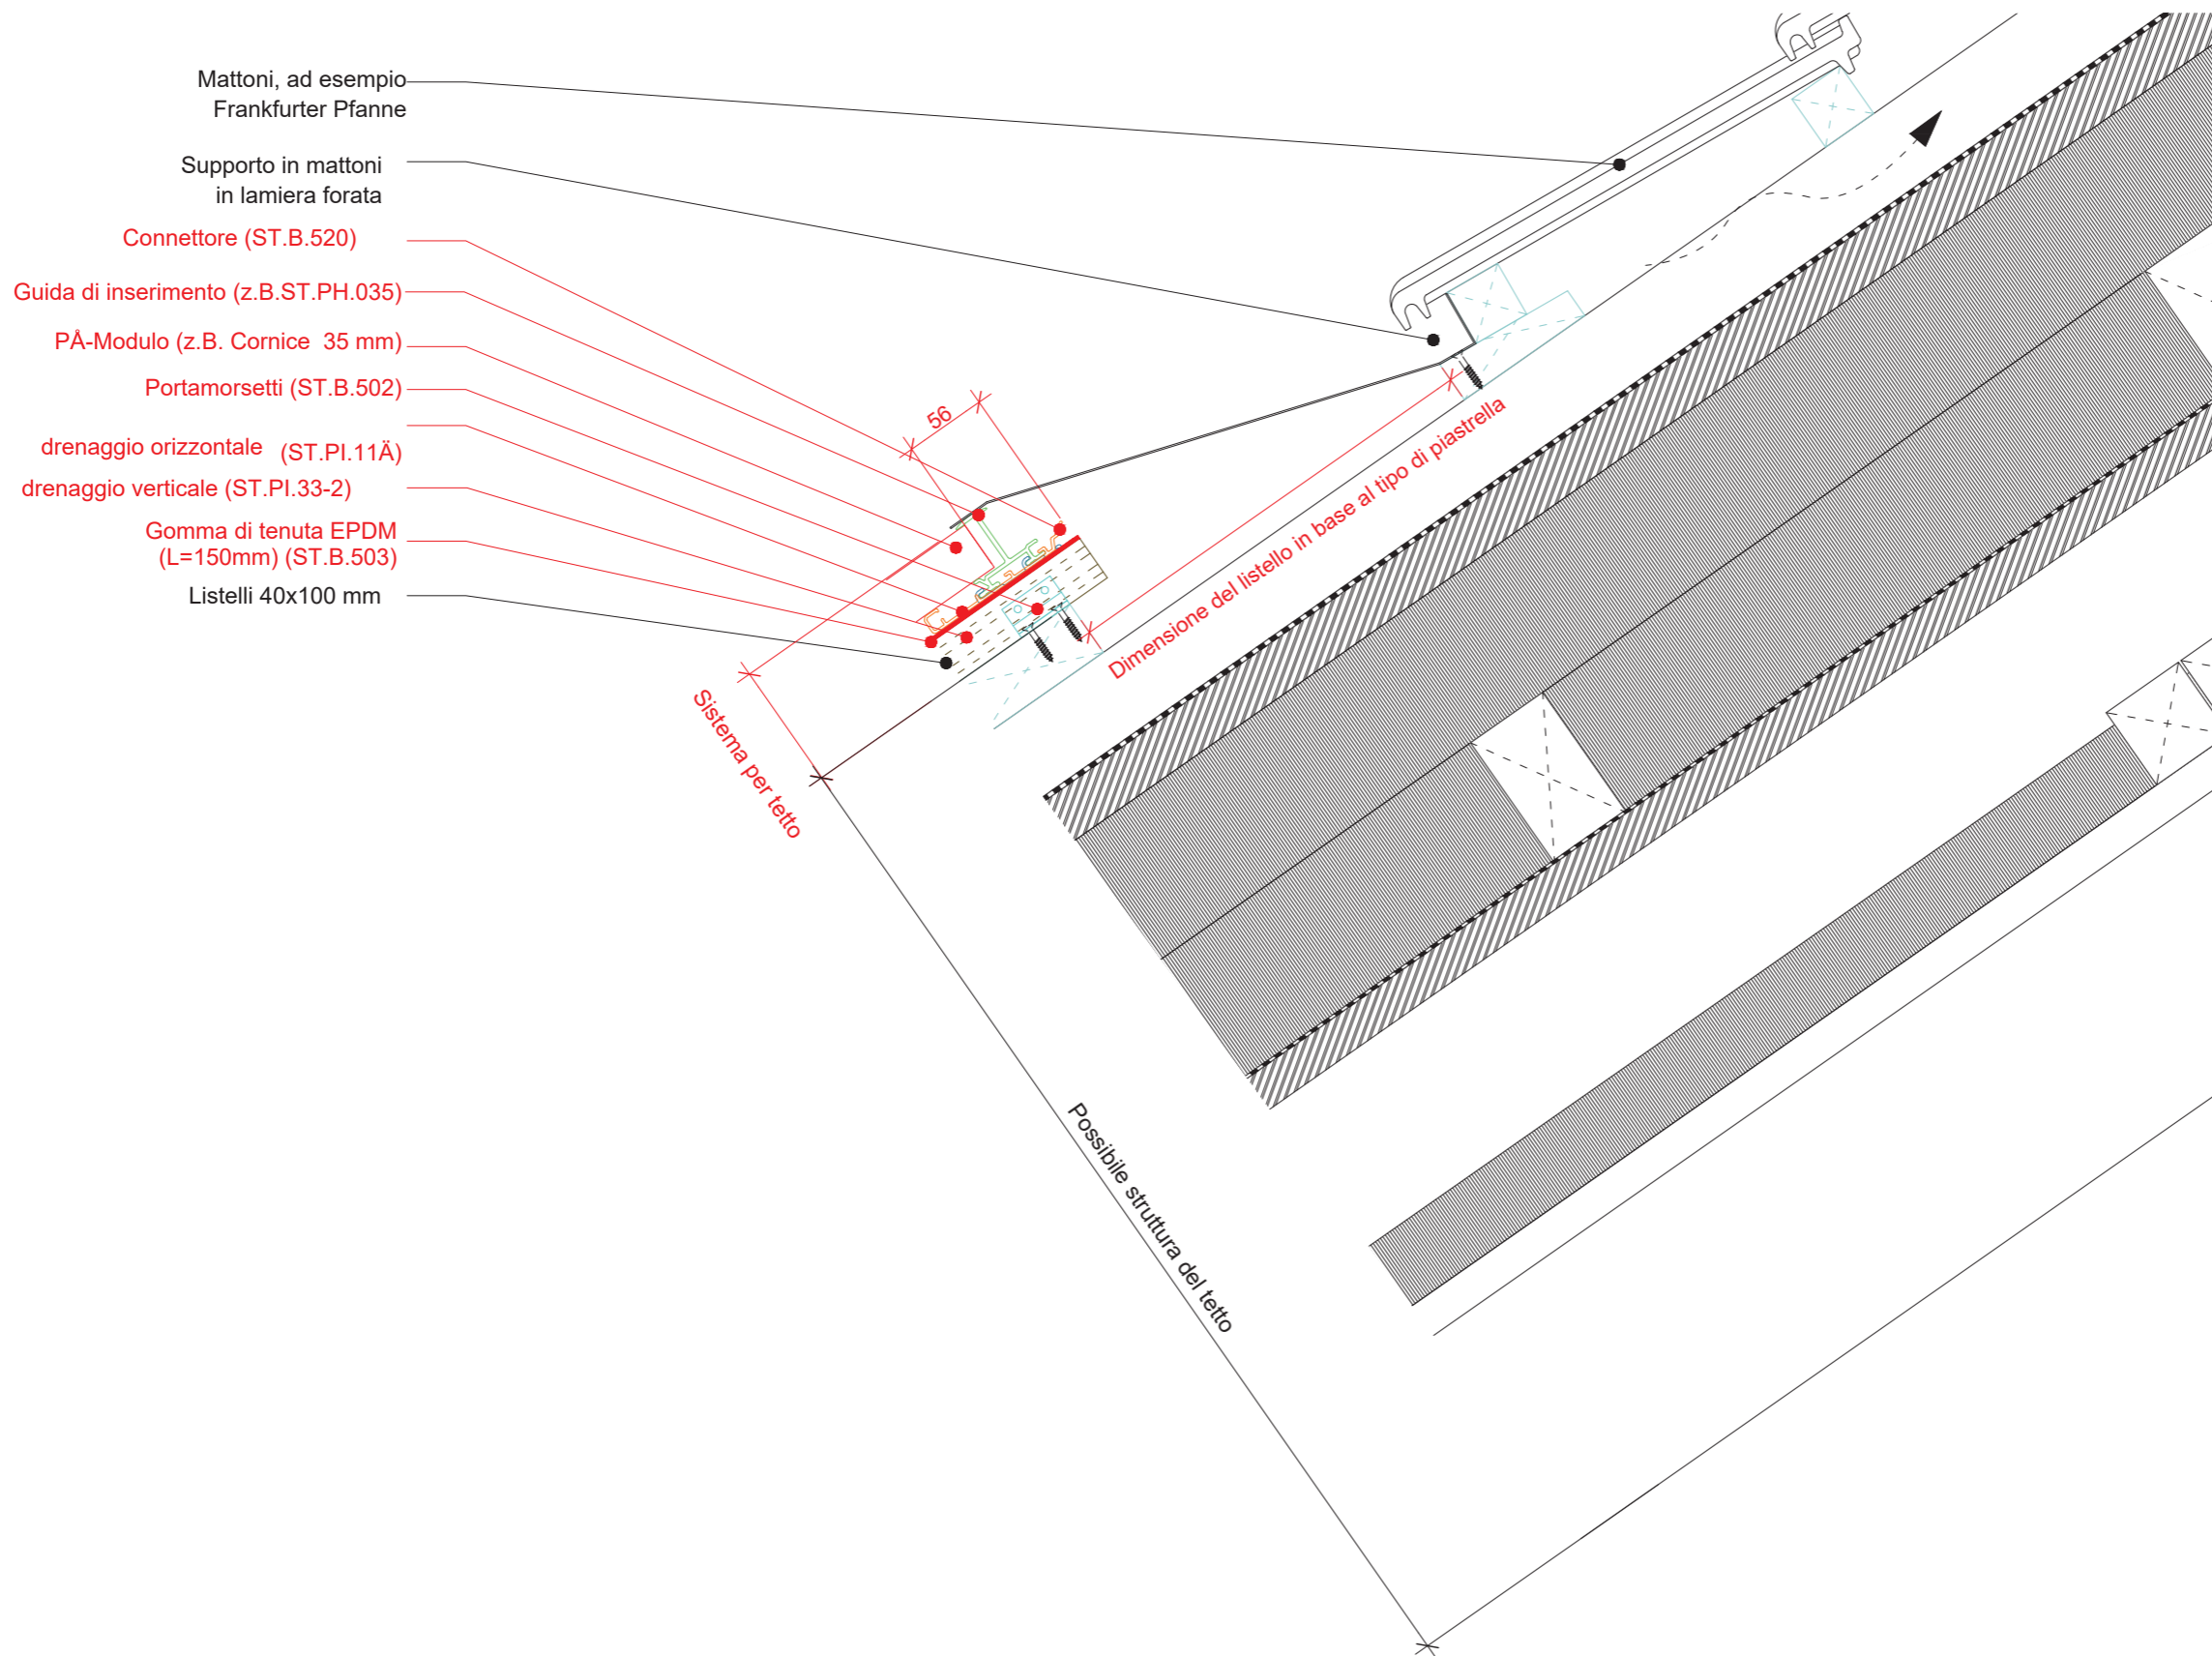 Mattoni, ad esempio
Frankfurter Pfanne
Supporto in mattoni
in lamiera forata
Connettore (ST.B.520)
Guida di inserimento (z.B.ST.PH.035)
PÅ-Modulo (z.B. Cornice 35 mm)
Portamorsetti (ST.B.502)
drenaggio orizzontale (ST.PI.11Ä)
drenaggio verticale (ST.PI.33-2)
Gomma di tenuta EPDM
(L=150mm) (ST.B.503)
Listelli 40x100 mm
56
Dimensione del listello in base al tipo di piastrella
Sistema per tetto
Possibile struttura del tetto